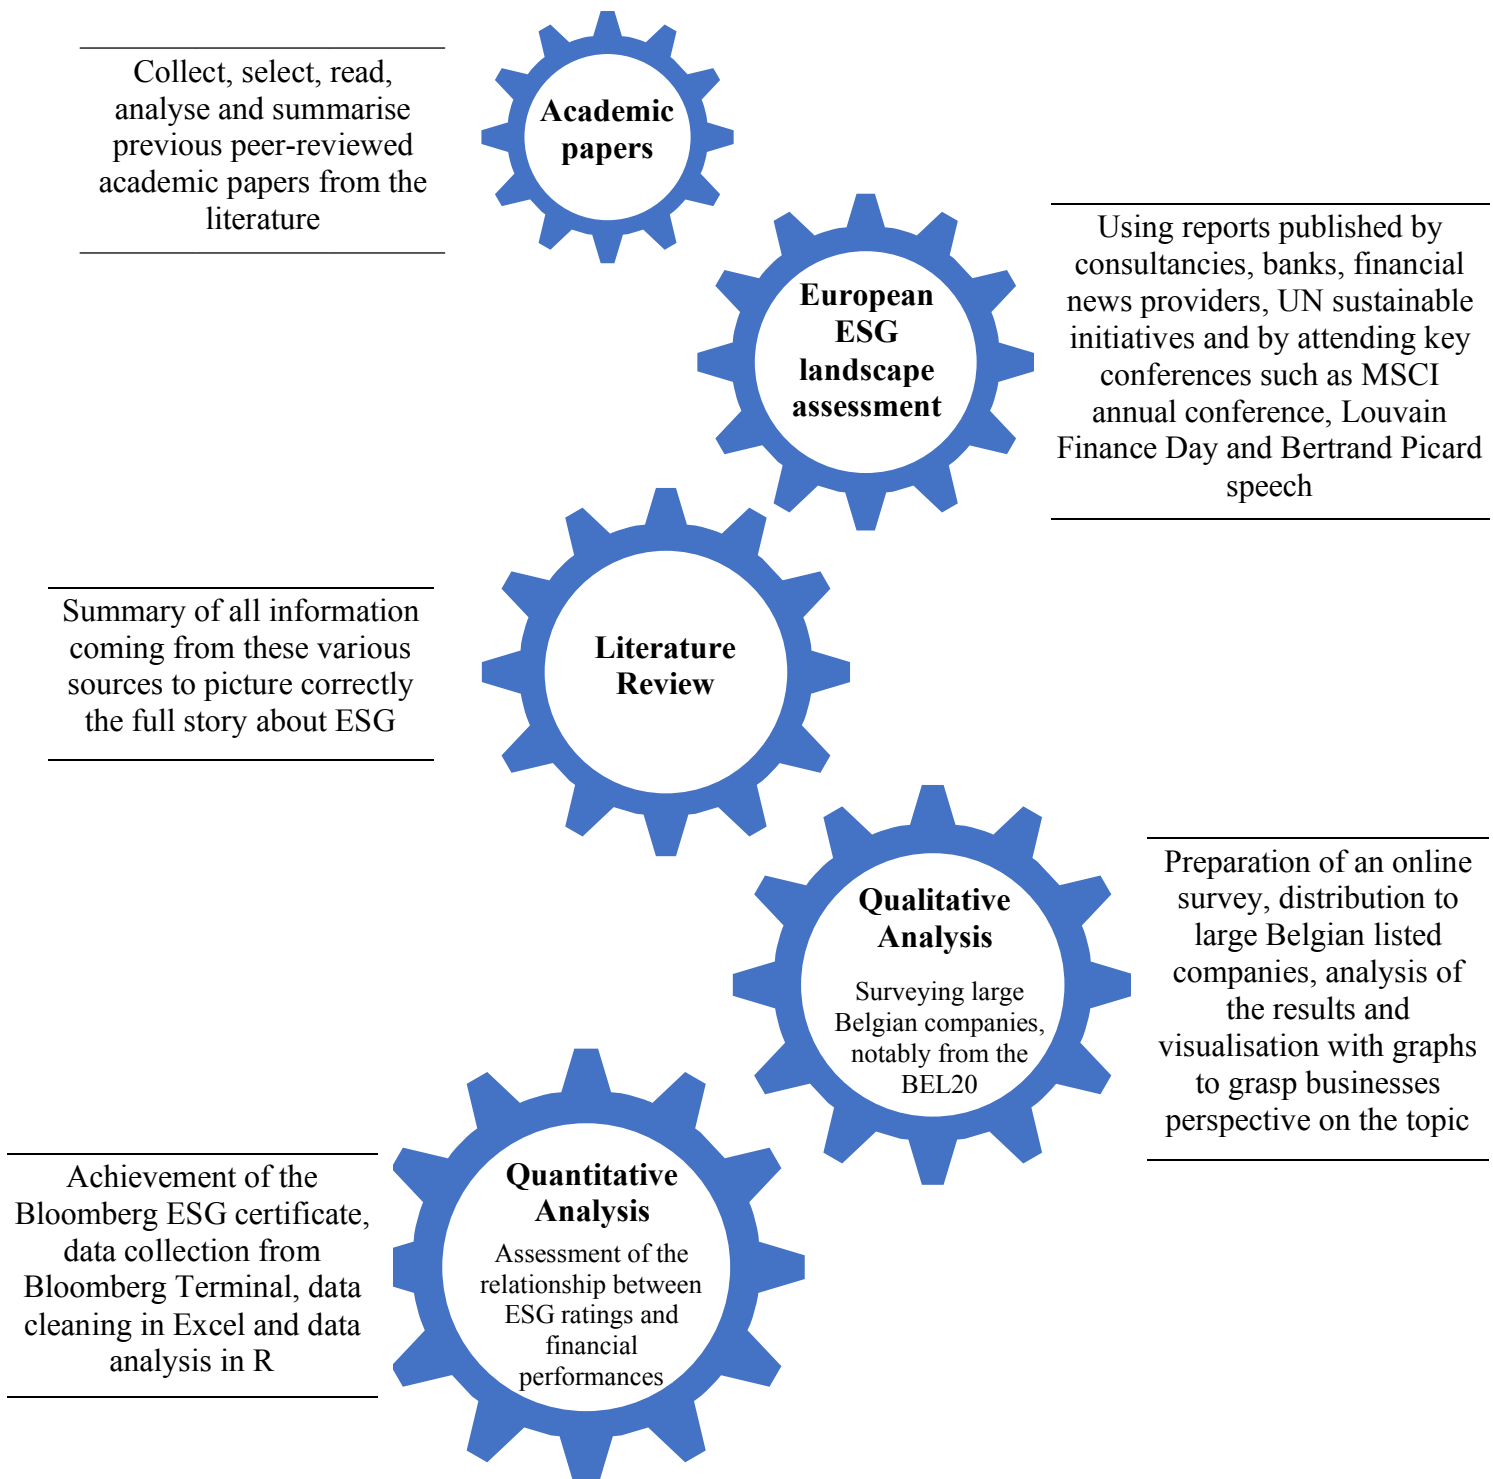 Collect, select, read,
analyse and summarise
previous peer-reviewed
academic papers from the
literature
Academic
papers
European
ESG
landscape
assessment
Using reports published by
consultancies, banks, financial
news providers, UN sustainable
initiatives and by attending key
conferences such as MSCI
annual conference, Louvain
Finance Day and Bertrand Picard
speech
Summary of all information
coming from these various
sources to picture correctly
the full story about ESG
Literature
Review
Qualitative
Analysis
Surveying large
Belgian companies,
notably from the
BEL20
Preparation of an online
survey, distribution to
large Belgian listed
companies, analysis of
the results and
visualisation with graphs
to grasp businesses
perspective on the topic
Achievement of the
Bloomberg ESG certificate,
data collection from
Bloomberg Terminal, data
cleaning in Excel and data
analysis in R
Quantitative
Analysis
Assessment of the
relationship between
ESG ratings and
financial
performances